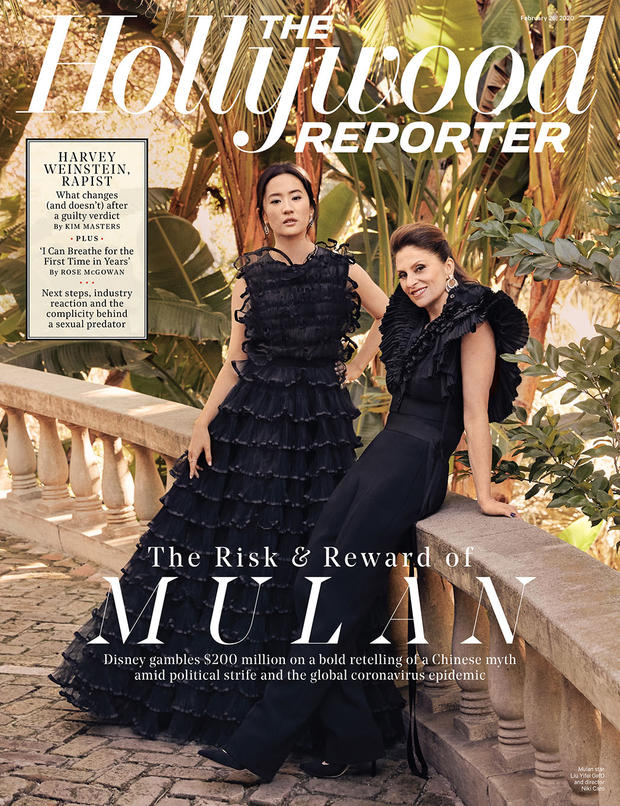 February 26, 2020
THE
Hollywood
REPORTER
HARVEY
WEINSTEIN,
RAPIST
What changes
(and doesn't) after
a guilty verdict
By KIM MASTERS
• PLUS •
'I Can Breathe for the
First Time in Years'
By ROSE McGOWAN
• • •
Next steps, industry
reaction and the
complicity behind
a sexual predator
The Risk & Reward of
MULAN
Disney gambles $200 million on a bold retelling of a Chinese myth
amid political strife and the global coronavirus epidemic
Mulan star
Liu Yifei (left)
and director
Niki Caro